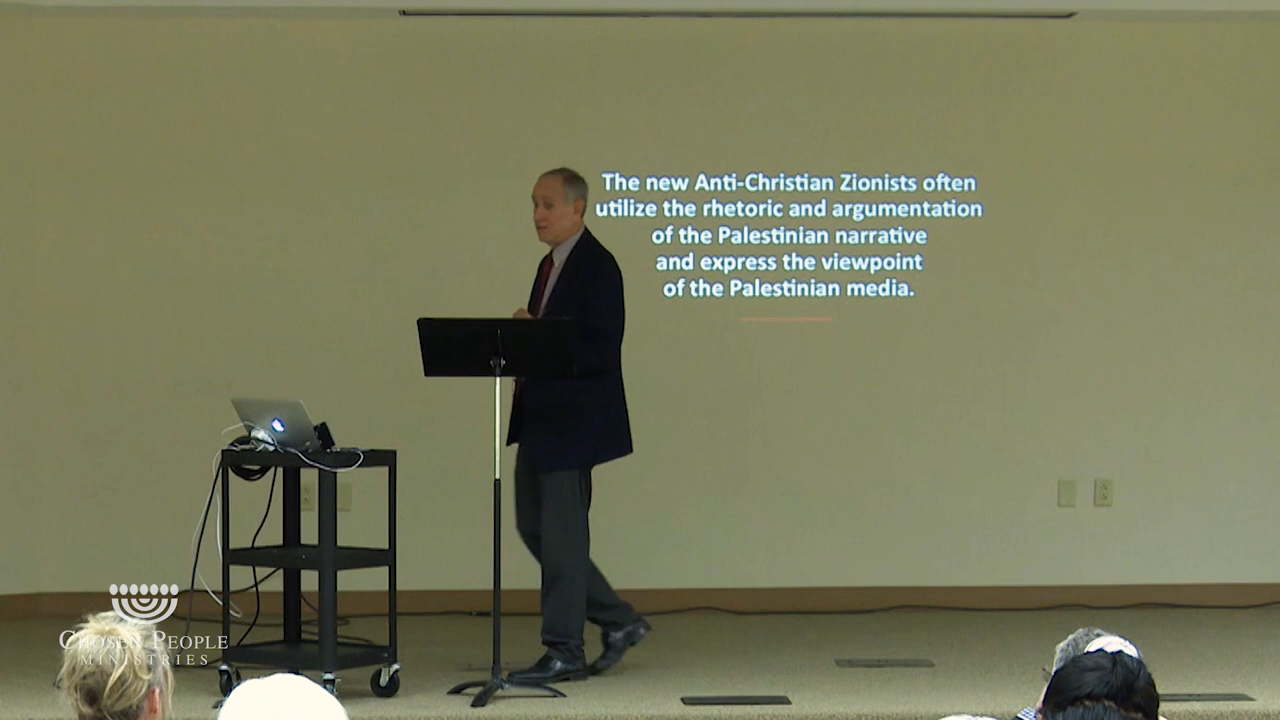 The new Anti-Christian Zionists often
utilize the rhetoric and argumentation
of the Palestinian narrative
and express the viewpoint
of the Palestinian media.
CHOSEN PEOPLE
MINISTRIES